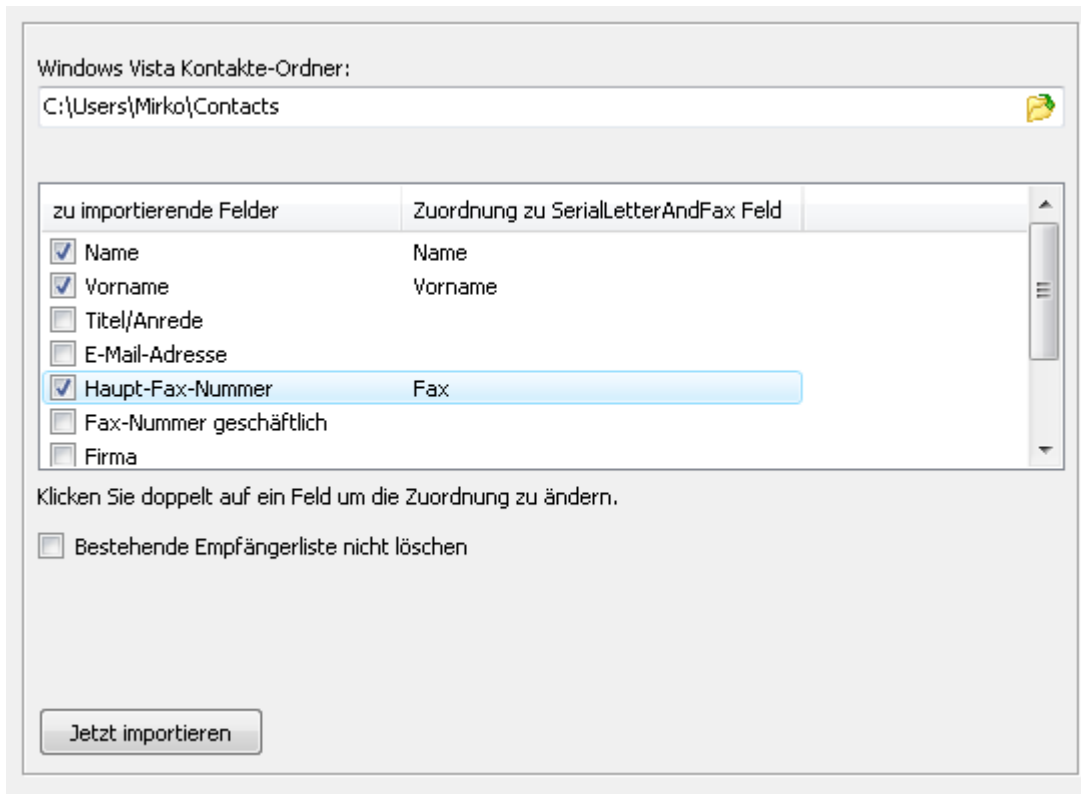 Windows Vista Kontakte-Ordner:
C:\Users\Mirko\Contacts
zu importierende Felder Zuordnung zu SerialLetterAndFax Feld
Name Name
Vorname Vorname
Titel/Anrede
E-Mail-Adresse
Haupt-Fax-Nummer Fax
Fax-Nummer geschäftlich
Firma
Klicken Sie doppelt auf ein Feld um die Zuordnung zu ändern.
Bestehende Empfängerliste nicht löschen
Jetzt importieren